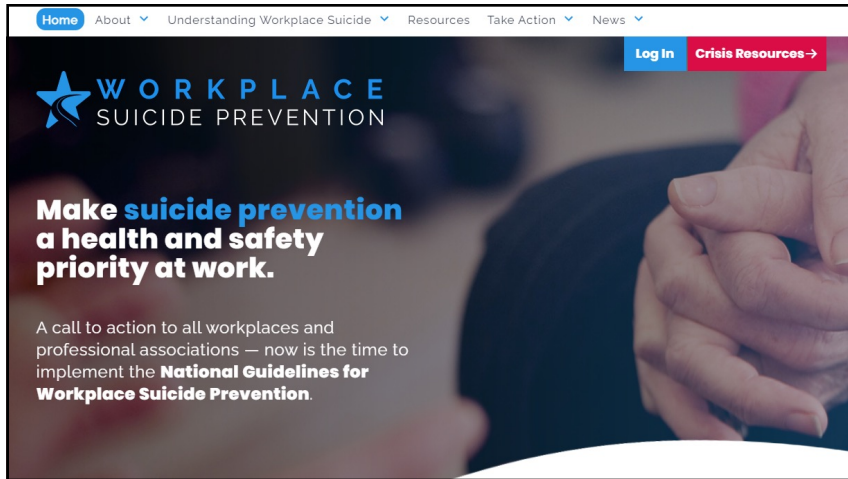 Home About Understanding Workplace Suicide Resources Take Action News
Log In Crisis Resources→
WORKPLACE
SUICIDE PREVENTION
Make suicide prevention
a health and safety
priority at work.
A call to action to all workplaces and
professional associations — now is the time to
implement the National Guidelines for
Workplace Suicide Prevention.